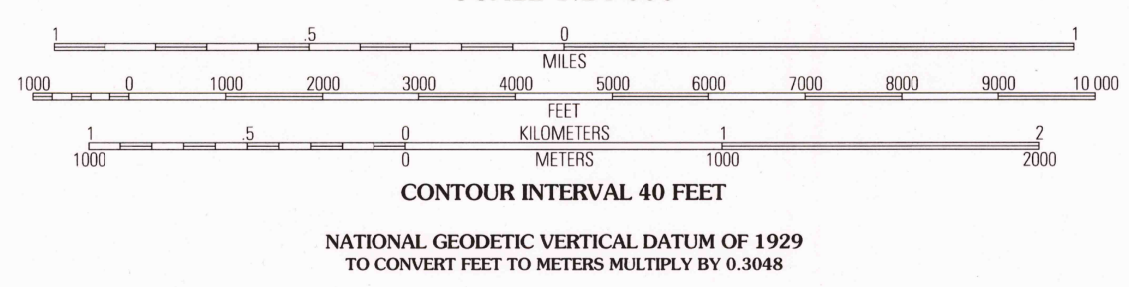 1 .5 0 1
MILES
1000 0 1000 2000 3000 4000 5000 6000 7000 8000 9000 10 000
FEET
1 .5 0 KILOMETERS 1 2
1000 0 METERS 1000 2000
CONTOUR INTERVAL 40 FEET
NATIONAL GEODETIC VERTICAL DATUM OF 1929
TO CONVERT FEET TO METERS MULTIPLY BY 0.3048